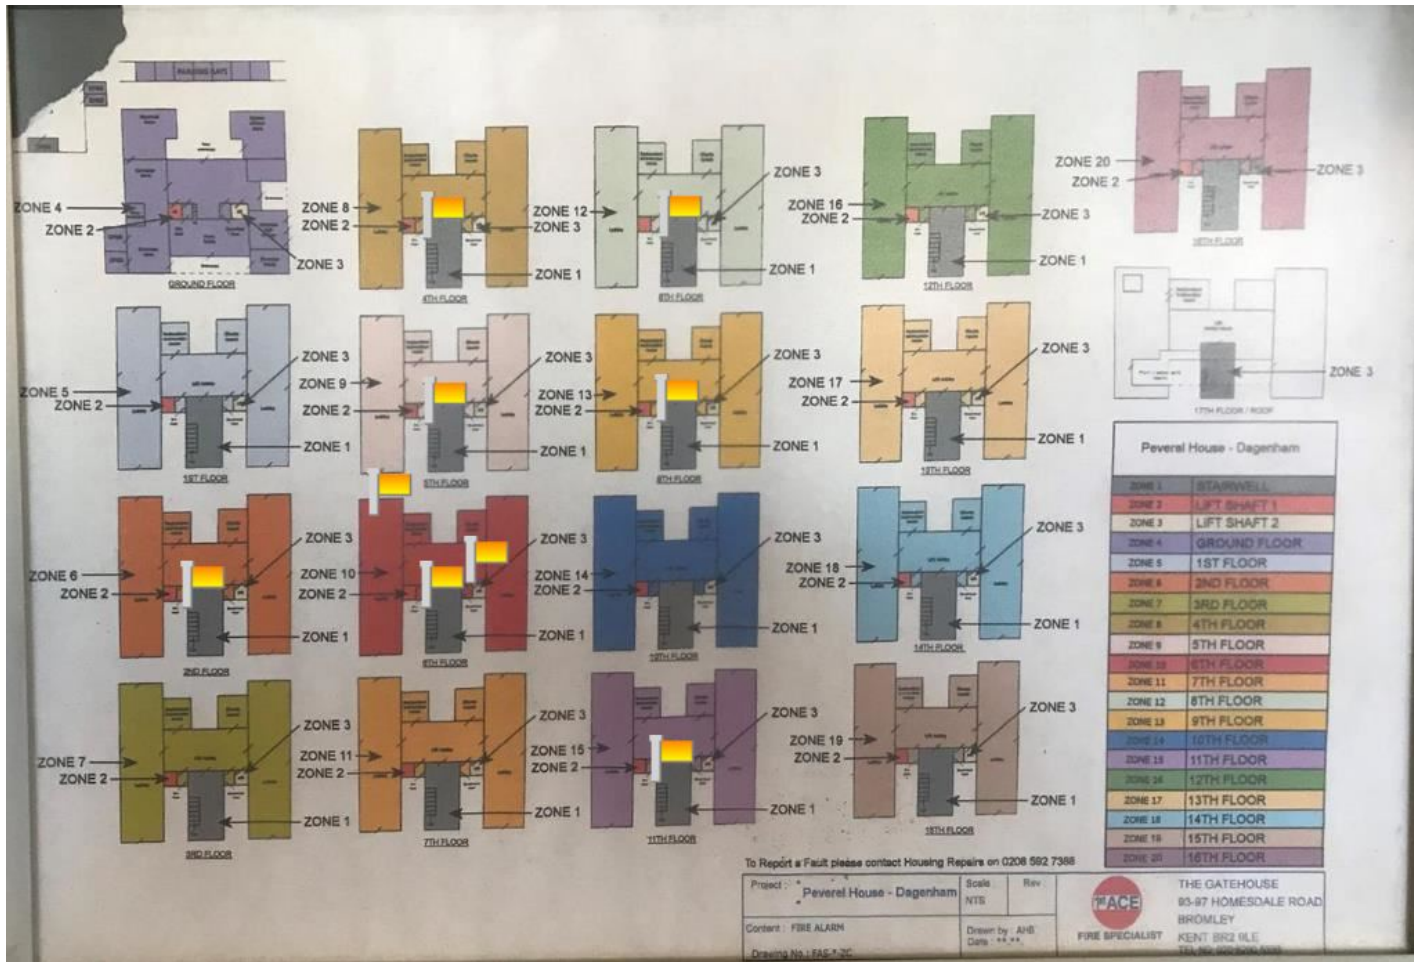 PARKING BAYS
ZONE 4
ZONE 2
ZONE 3
GROUND FLOOR
ZONE 8
ZONE 2
ZONE 3
ZONE 1
4TH FLOOR
ZONE 12
ZONE 3
ZONE 1
8TH FLOOR
ZONE 16
ZONE 2
ZONE 3
ZONE 1
12TH FLOOR
ZONE 20
ZONE 2
ZONE 3
16TH FLOOR
ZONE 5
ZONE 2
ZONE 3
ZONE 1
1ST FLOOR
ZONE 9
ZONE 2
ZONE 3
ZONE 1
5TH FLOOR
ZONE 13
ZONE 2
ZONE 3
ZONE 1
9TH FLOOR
ZONE 17
ZONE 2
ZONE 3
ZONE 1
13TH FLOOR
ZONE 3
17TH FLOOR / ROOF
ZONE 6
ZONE 2
ZONE 3
ZONE 1
2ND FLOOR
ZONE 10
ZONE 2
ZONE 3
ZONE 1
6TH FLOOR
ZONE 14
ZONE 2
ZONE 3
ZONE 1
10TH FLOOR
ZONE 18
ZONE 2
ZONE 3
ZONE 1
14TH FLOOR
ZONE 7
ZONE 2
ZONE 3
ZONE 1
3RD FLOOR
ZONE 11
ZONE 2
ZONE 3
ZONE 1
7TH FLOOR
ZONE 15
ZONE 2
ZONE 3
ZONE 1
11TH FLOOR
ZONE 19
ZONE 2
ZONE 3
ZONE 1
15TH FLOOR
Peverel House - Dagenham
ZONE 1 STAIRWELL
ZONE 2 LIFT SHAFT 1
ZONE 3 LIFT SHAFT 2
ZONE 4 GROUND FLOOR
ZONE 5 1ST FLOOR
ZONE 6 2ND FLOOR
ZONE 7 3RD FLOOR
ZONE 8 4TH FLOOR
ZONE 9 5TH FLOOR
ZONE 10 6TH FLOOR
ZONE 11 7TH FLOOR
ZONE 12 8TH FLOOR
ZONE 13 9TH FLOOR
ZONE 14 10TH FLOOR
ZONE 15 11TH FLOOR
ZONE 16 12TH FLOOR
ZONE 17 13TH FLOOR
ZONE 18 14TH FLOOR
ZONE 19 15TH FLOOR
ZONE 20 16TH FLOOR
To Report a Fault please contact Housing Repairs on 0208 592 7388
Project : Peverel House - Dagenham
Scale : NTS
Rev :
Content : FIRE ALARM
Drawn by : AHB
Date : **.**.
Drawing No : FAS-*-ZC
1st ACE
FIRE SPECIALIST
THE GATEHOUSE
93-97 HOMESDALE ROAD
BROMLEY
KENT BR2 9LE